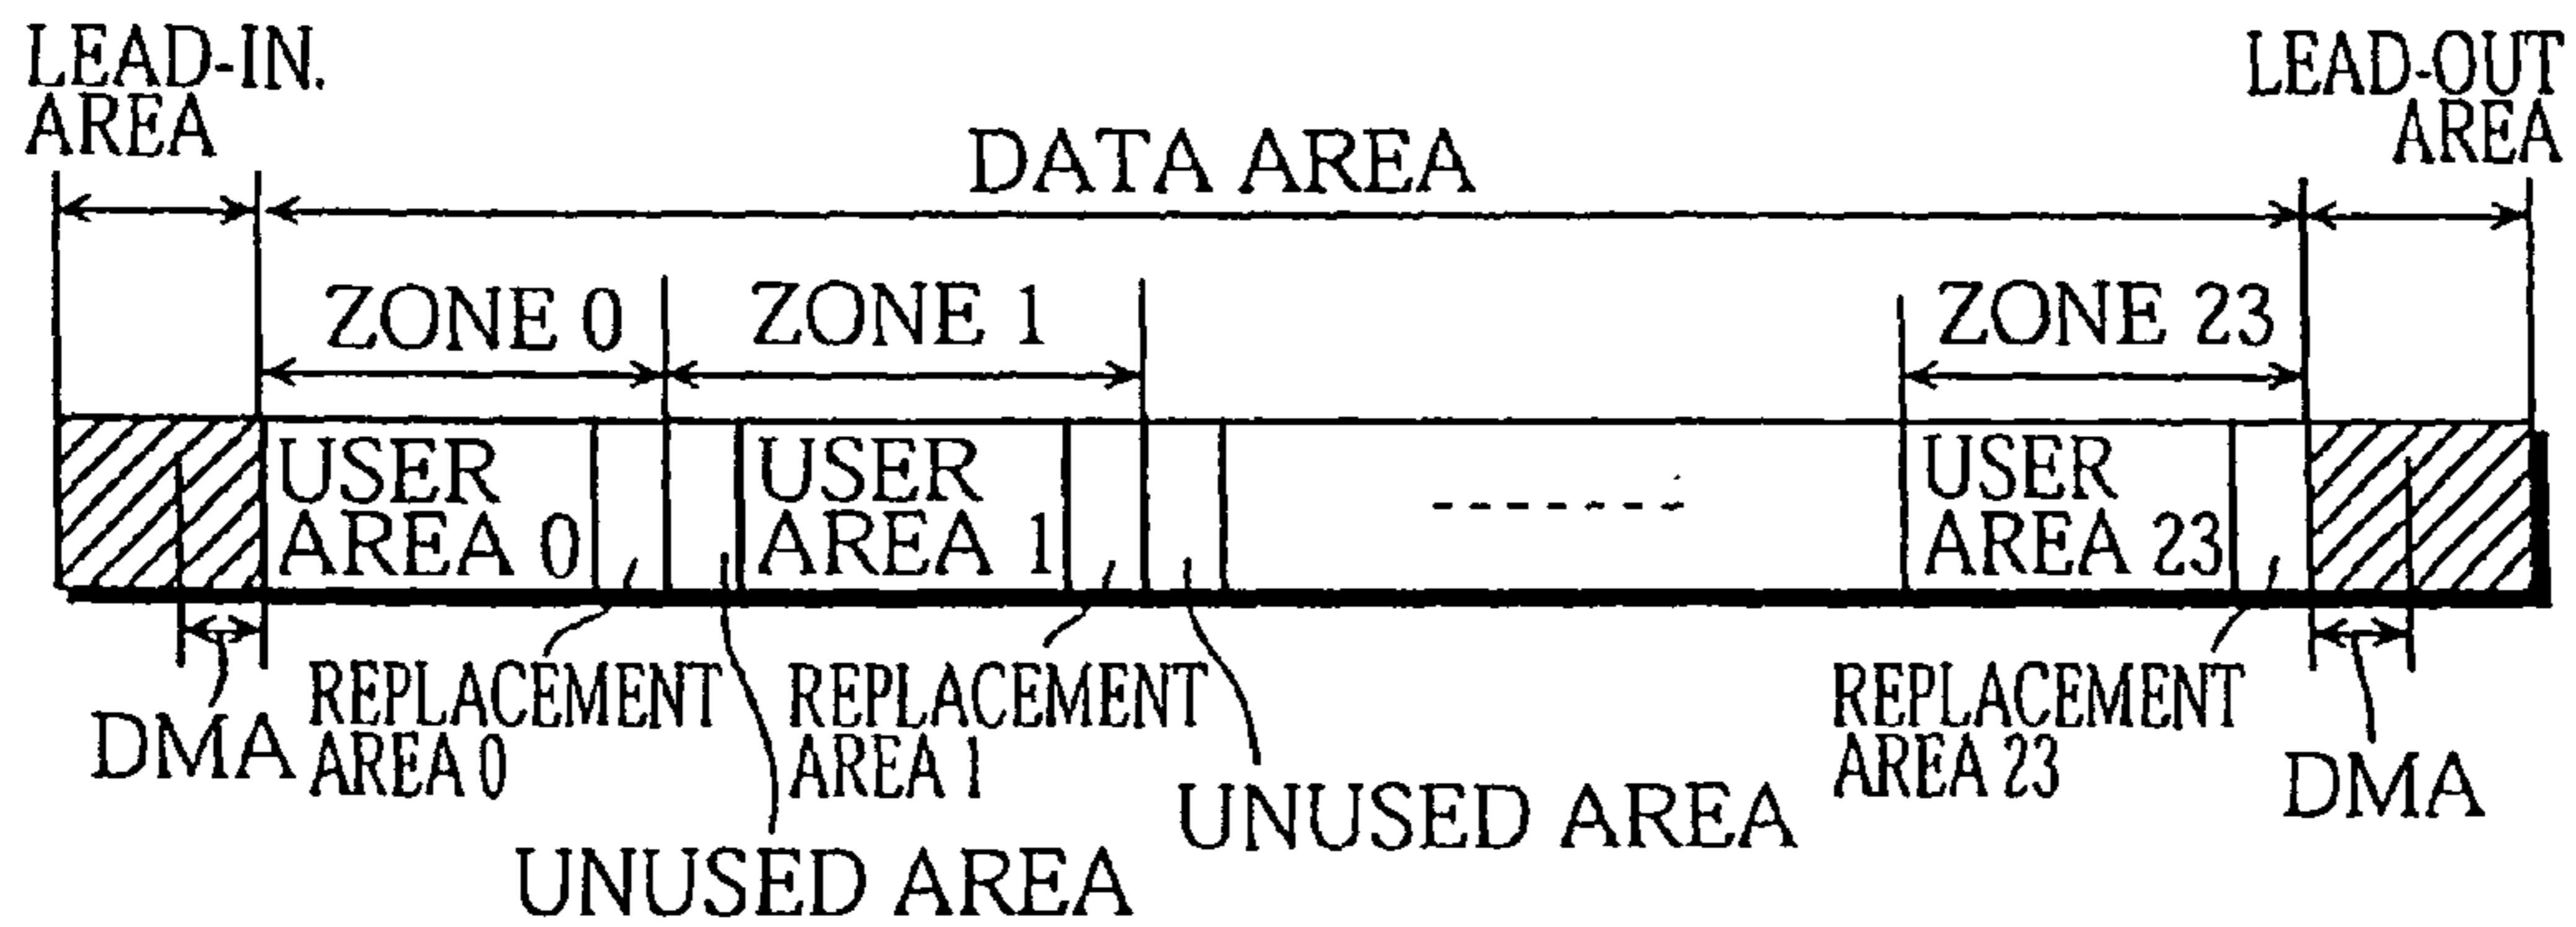 LEAD-IN.
AREA
LEAD-OUT
AREA
DATA AREA
ZONE 0
ZONE 1
ZONE 23
USER
AREA 0
USER
AREA 1
USER
AREA 23
DMA
REPLACEMENT
AREA 0
UNUSED AREA
REPLACEMENT
AREA 1
UNUSED AREA
REPLACEMENT
AREA 23
DMA